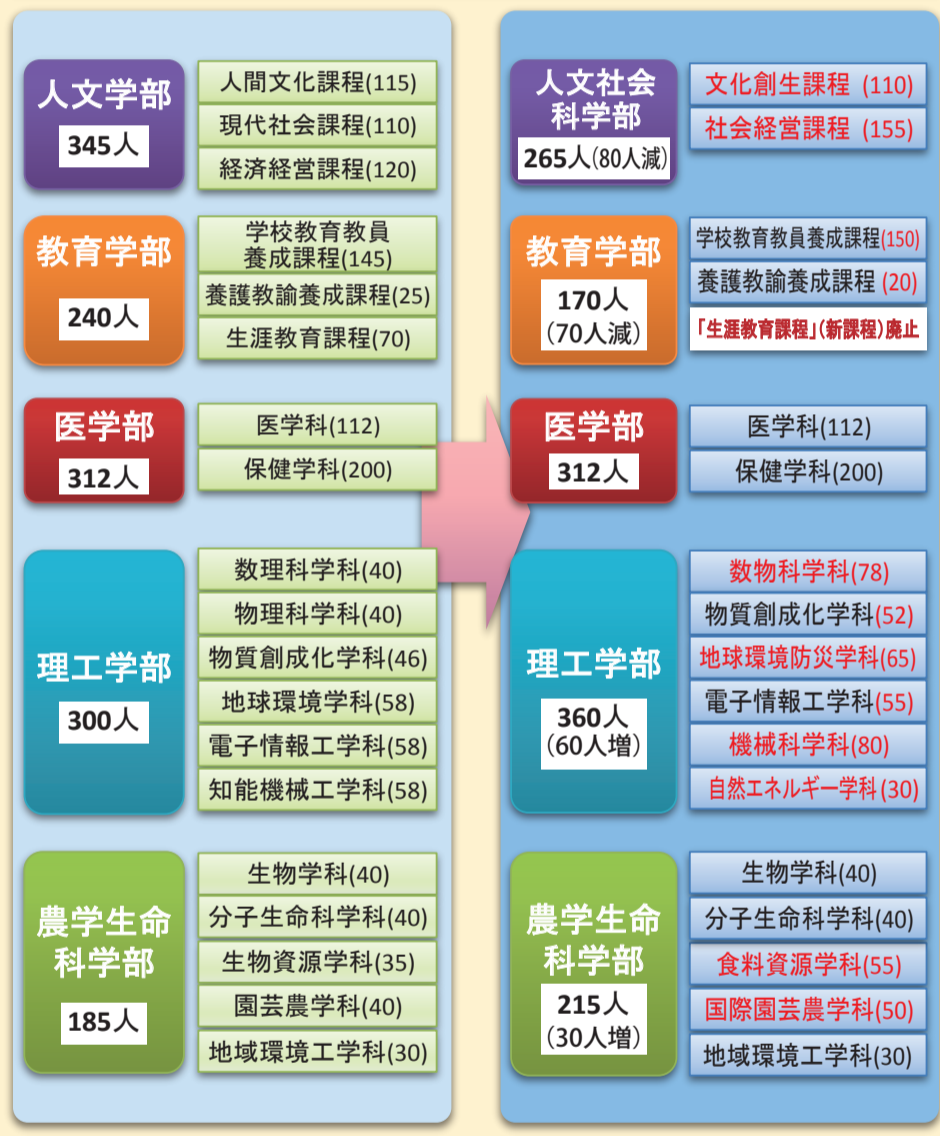 人文学部
345人
人間文化課程(115)
現代社会課程(110)
経済経営課程(120)
教育学部
240人
学校教育教員
養成課程(145)
養護教諭養成課程(25)
生涯教育課程(70)
医学部
312人
医学科(112)
保健学科(200)
理工学部
300人
数理科学科(40)
物理科学科(40)
物質創成化学科(46)
地球環境学科(58)
電子情報工学科(58)
知能機械工学科(58)
農学生命
科学部
185人
生物学科(40)
分子生命科学科(40)
生物資源学科(35)
園芸農学科(40)
地域環境工学科(30)
人文社会
科学部
265人(80人減)
文化創生課程 (110)
社会経営課程 (155)
教育学部
170人
(70人減)
学校教育教員養成課程(150)
養護教諭養成課程 (20)
「生涯教育課程」(新課程)廃止
医学部
312人
医学科(112)
保健学科(200)
理工学部
360人
(60人増)
数物科学科(78)
物質創成化学科(52)
地球環境防災学科(65)
電子情報工学科(55)
機械科学科(80)
自然エネルギー学科(30)
農学生命
科学部
215人
(30人増)
生物学科(40)
分子生命科学科(40)
食料資源学科(55)
国際園芸農学科(50)
地域環境工学科(30)